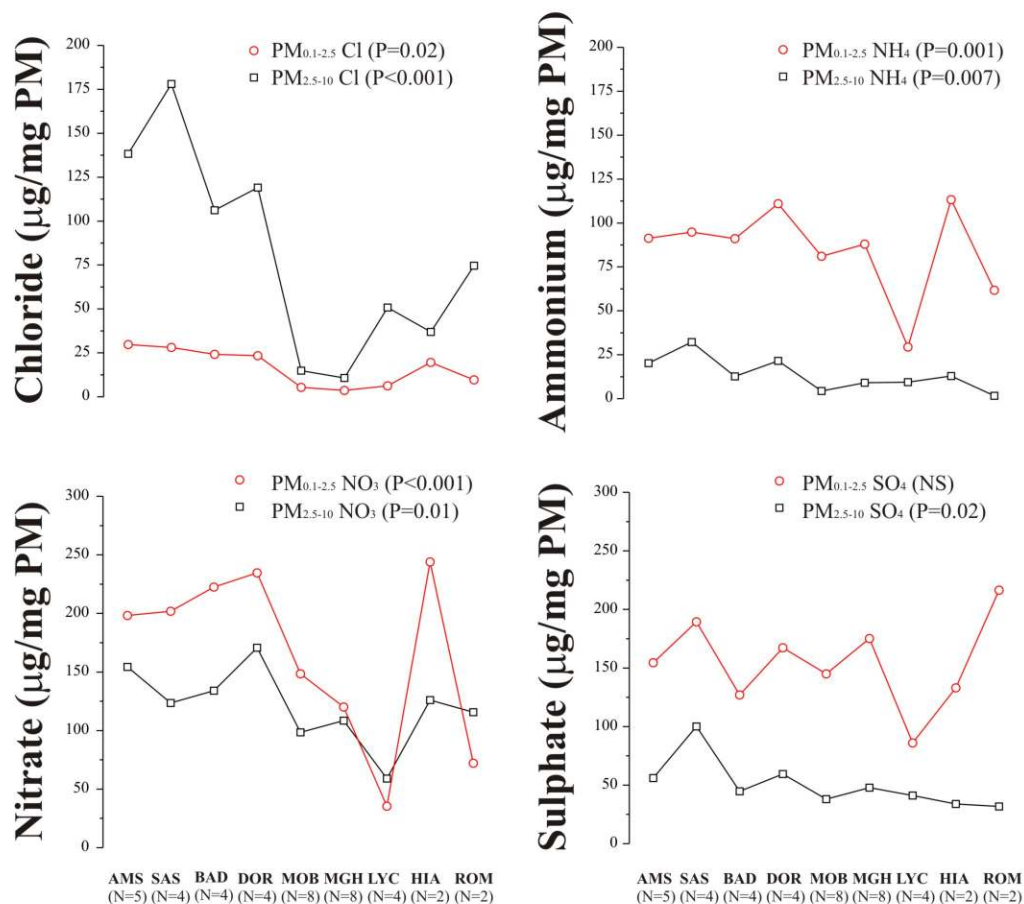 Chloride (µg/mg PM)
200
175
150
125
100
75
50
25
0
PM0.1-2.5 Cl (P=0.02)
PM2.5-10 Cl (P<0.001)
Ammonium (µg/mg PM)
200
175
150
125
100
75
50
25
0
PM0.1-2.5 NH4 (P=0.001)
PM2.5-10 NH4 (P=0.007)
Nitrate (µg/mg PM)
300
250
200
150
100
50
0
PM0.1-2.5 NO3 (P<0.001)
PM2.5-10 NO3 (P=0.01)
Sulphate (µg/mg PM)
300
250
200
150
100
50
0
PM0.1-2.5 SO4 (NS)
PM2.5-10 SO4 (P=0.02)
AMS SAS BAD DOR MOB MGH LYC HIA ROM
(N=5) (N=4) (N=4) (N=4) (N=8) (N=8) (N=4) (N=2) (N=2)
AMS SAS BAD DOR MOB MGH LYC HIA ROM
(N=5) (N=4) (N=4) (N=4) (N=8) (N=8) (N=4) (N=2) (N=2)